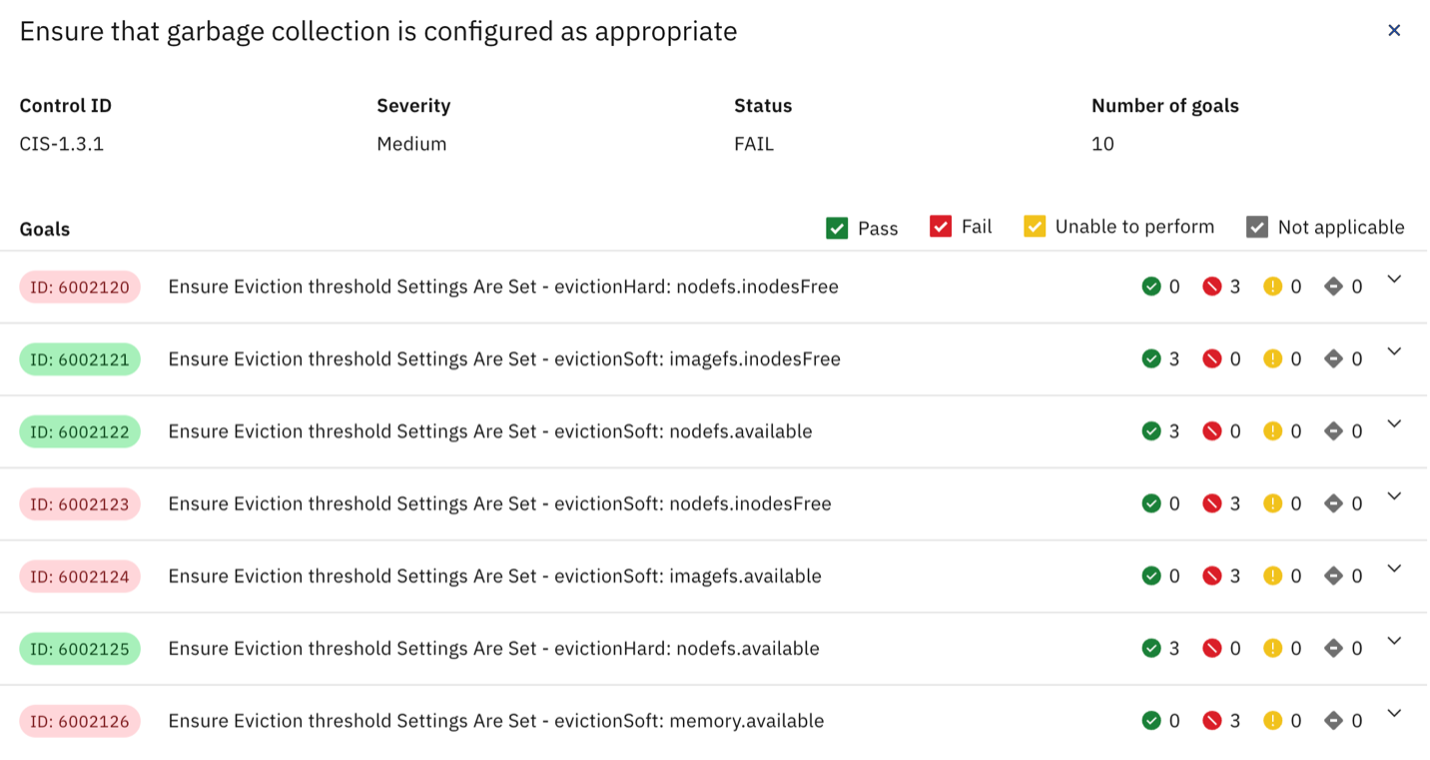 Ensure that garbage collection is configured as appropriate
Control ID Severity Status Number of goals
CIS-1.3.1 Medium FAIL 10
Goals Pass Fail Unable to perform Not applicable
ID: 6002120 Ensure Eviction threshold Settings Are Set - evictionHard: nodefs.inodesFree 0 3 0 0
ID: 6002121 Ensure Eviction threshold Settings Are Set - evictionSoft: imagefs.inodesFree 3 0 0 0
ID: 6002122 Ensure Eviction threshold Settings Are Set - evictionSoft: nodefs.available 3 0 0 0
ID: 6002123 Ensure Eviction threshold Settings Are Set - evictionSoft: nodefs.inodesFree 0 3 0 0
ID: 6002124 Ensure Eviction threshold Settings Are Set - evictionSoft: imagefs.available 0 3 0 0
ID: 6002125 Ensure Eviction threshold Settings Are Set - evictionHard: nodefs.available 3 0 0 0
ID: 6002126 Ensure Eviction threshold Settings Are Set - evictionSoft: memory.available 0 3 0 0